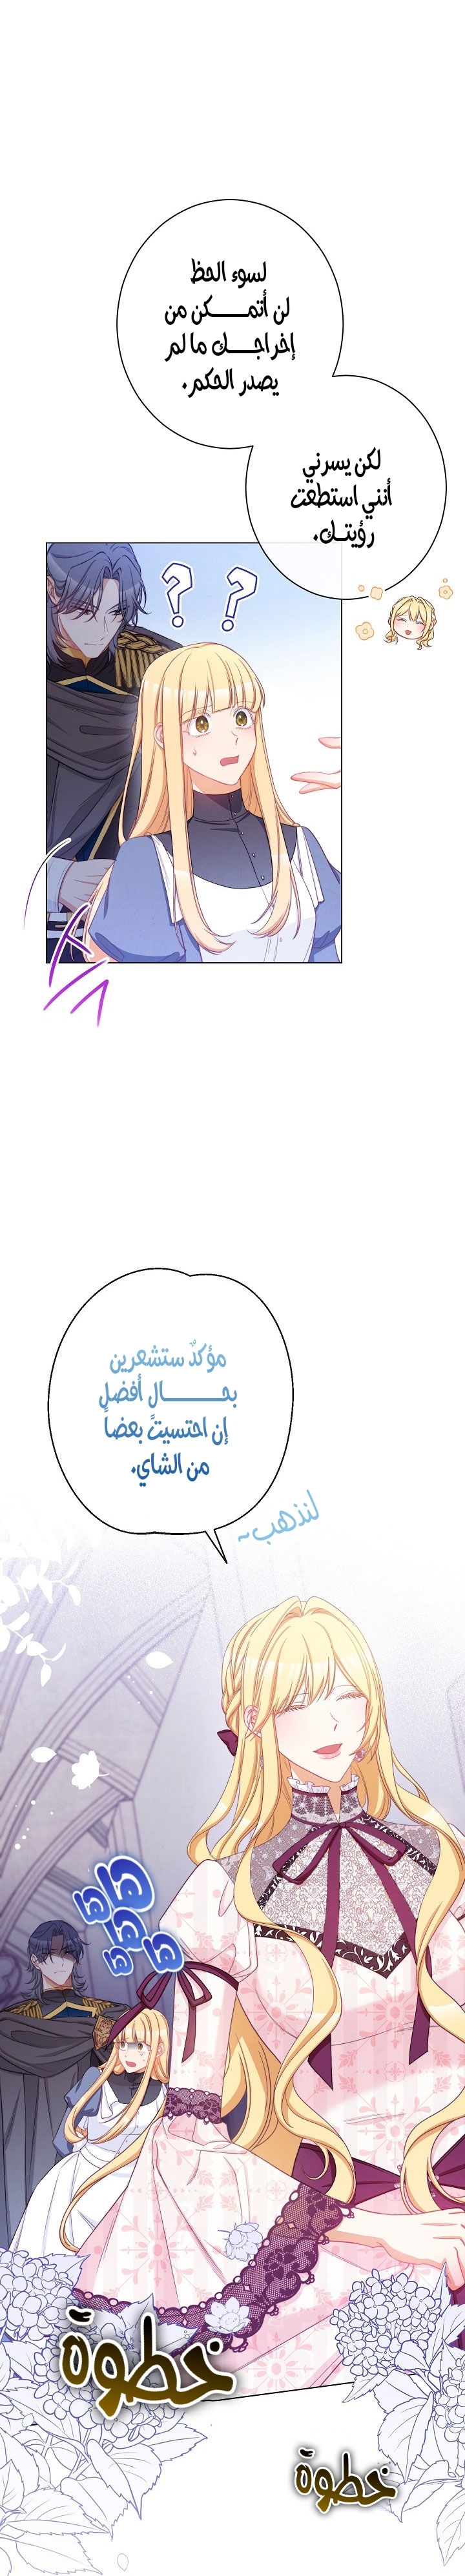 لسوء الحظ
لن أتمكن من
إخراجك ما لم
يصدر الحكم.
لكن يسرني
أنني استطعت
رؤيتك.
? ?
مؤكدٌ ستشعرين
بحال أفضل
إن احتسيتً بعضاً
من الشاي.
لنذهب~
هاها
هاها
ها
خطوة
خطوة